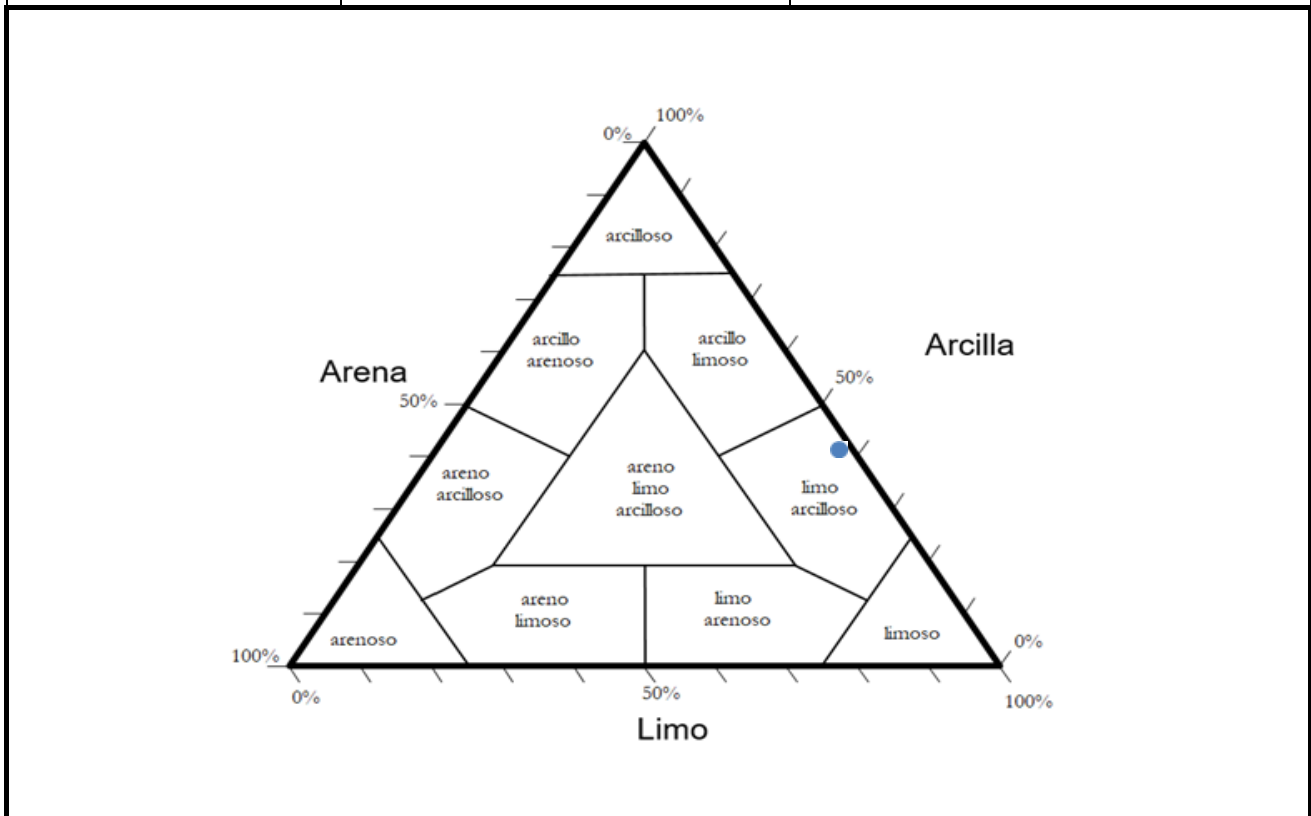 100%
0%
arcilloso
arcillo
arenoso
arcillo
limoso
Arcilla
Arena
50%
50%
areno
arcilloso
areno
limo
arcilloso
limo
arcilloso
areno
limoso
limo
arenoso
arenoso
limoso
100%
0%
0%
50%
100%
Limo